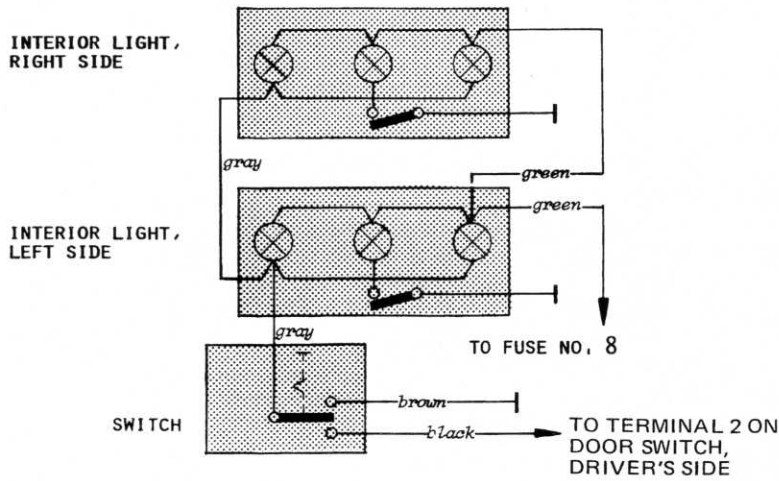 INTERIOR LIGHT,
RIGHT SIDE
gray
green
green
INTERIOR LIGHT,
LEFT SIDE
gray
TO FUSE NO. 8
brown
SWITCH
black
TO TERMINAL 2 ON
DOOR SWITCH,
DRIVER'S SIDE